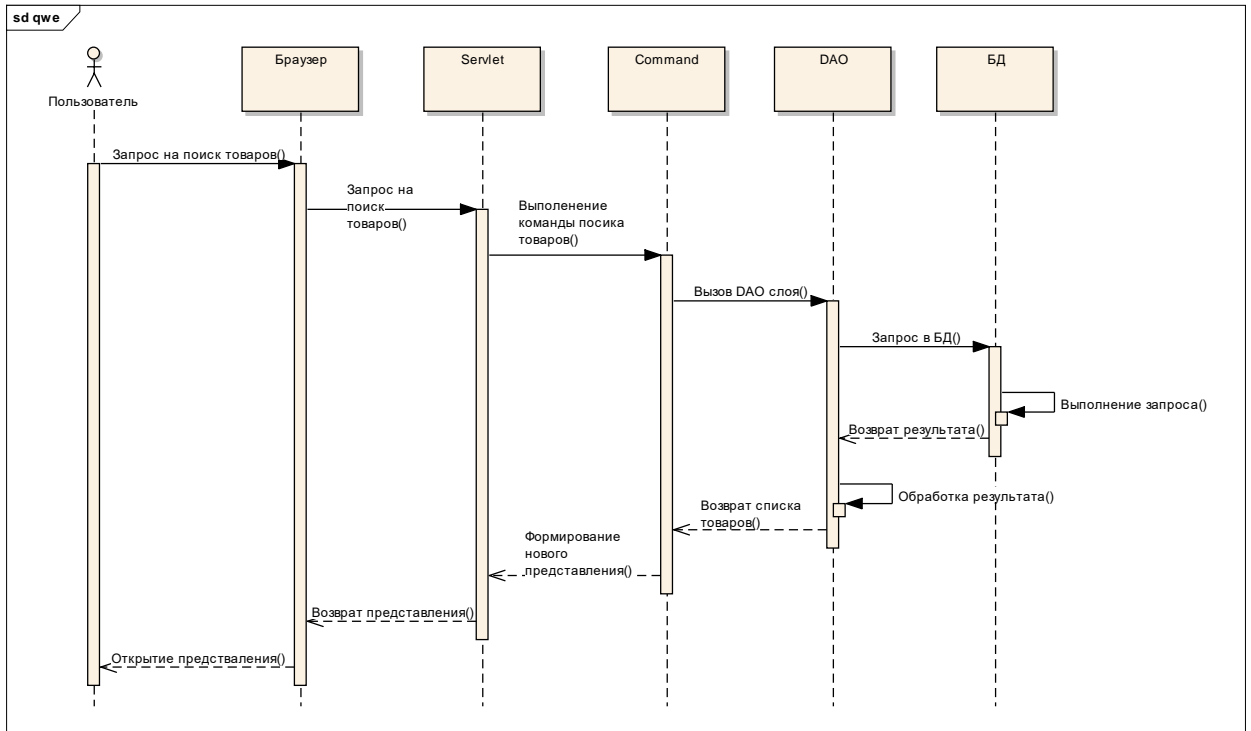 sd qwe
Пользователь
Браузер
Servlet
Command
DAO
БД
Запрос на поиск товаров()
Запрос на
поиск
товаров()
Выполенение
команды посика
товаров()
Вызов DAO слоя()
Запрос в БД()
Выполнение запроса()
Возврат результата()
Обработка результата()
Возврат списка
товаров()
Формирование
нового
представления()
Возврат представления()
Открытие предстваления()